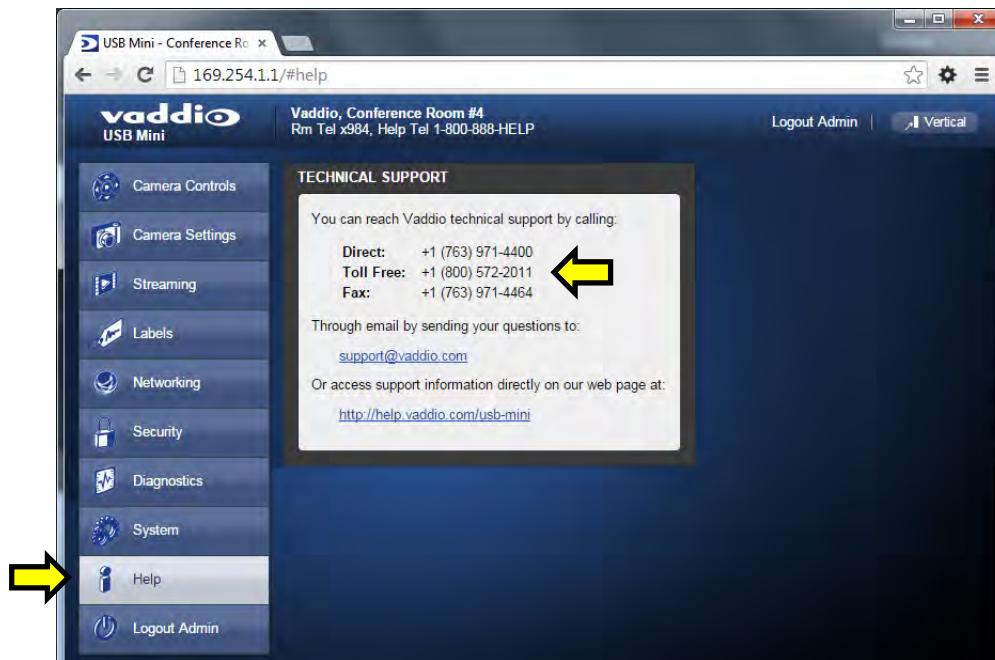 USB Mini - Conference Ro
169.254.1.1/#help
vaddio
USB Mini
Vaddio, Conference Room #4
Rm Tel x984, Help Tel 1-800-888-HELP
Logout Admin
Vertical
Camera Controls
Camera Settings
Streaming
Labels
Networking
Security
Diagnostics
System
Help
Logout Admin
TECHNICAL SUPPORT
You can reach Vaddio technical support by calling:
Direct: +1 (763) 971-4400
Toll Free: +1 (800) 572-2011
Fax: +1 (763) 971-4464
Through email by sending your questions to:
support@vaddio.com
Or access support information directly on our web page at:
http://help.vaddio.com/usb-mini